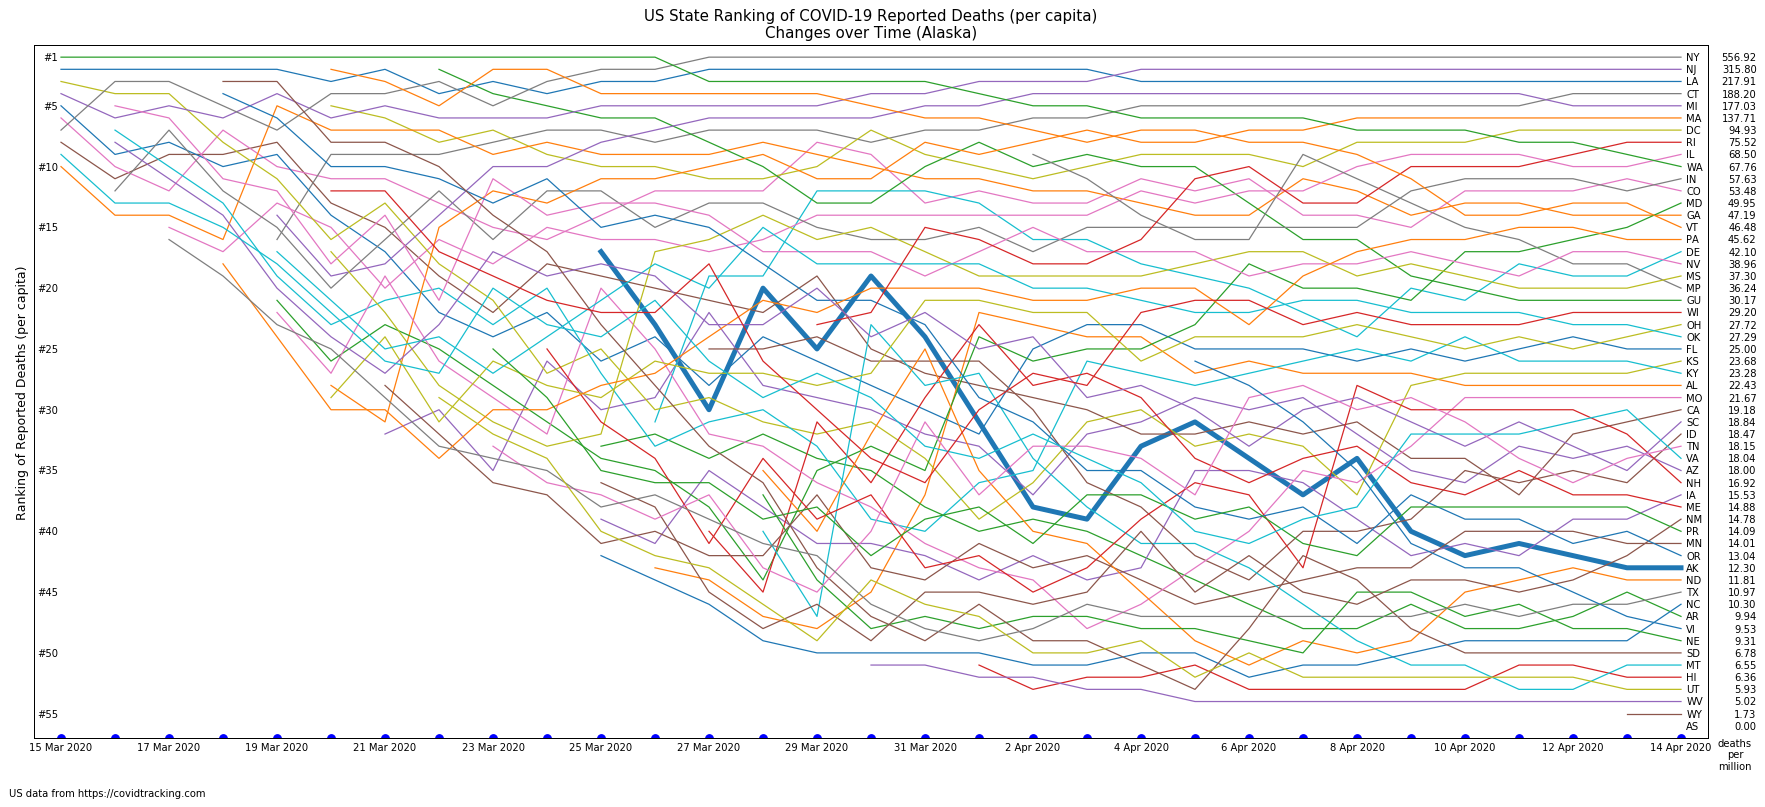 US State Ranking of COVID-19 Reported Deaths (per capita)
Changes over Time (Alaska)
Ranking of Reported Deaths (per capita)
#1
#5
#10
#15
#20
#25
#30
#35
#40
#45
#50
#55
NY 556.92
NJ 315.80
LA 217.91
CT 188.20
MI 177.03
MA 137.71
DC 94.93
RI 75.52
IL 68.50
WA 67.76
IN 57.63
CO 53.48
MD 49.95
GA 47.19
VT 46.48
PA 45.62
DE 42.10
NV 38.96
MS 37.30
MP 36.24
GU 30.17
WI 29.20
OH 27.72
OK 27.29
FL 25.00
KS 23.68
KY 23.28
AL 22.43
MO 21.67
CA 19.18
SC 18.84
ID 18.47
TN 18.15
VA 18.04
AZ 18.00
NH 16.92
IA 15.53
ME 14.88
NM 14.78
PR 14.09
MN 14.01
OR 13.04
AK 12.30
ND 11.81
TX 10.97
NC 10.30
AR 9.94
VI 9.53
NE 9.31
SD 6.78
MT 6.55
HI 6.36
UT 5.93
WV 5.02
WY 1.73
AS 0.00
15 Mar 2020 17 Mar 2020 19 Mar 2020 21 Mar 2020 23 Mar 2020 25 Mar 2020 27 Mar 2020 29 Mar 2020 31 Mar 2020 2 Apr 2020 4 Apr 2020 6 Apr 2020 8 Apr 2020 10 Apr 2020 12 Apr 2020 14 Apr 2020
deaths
per
million
US data from https://covidtracking.com